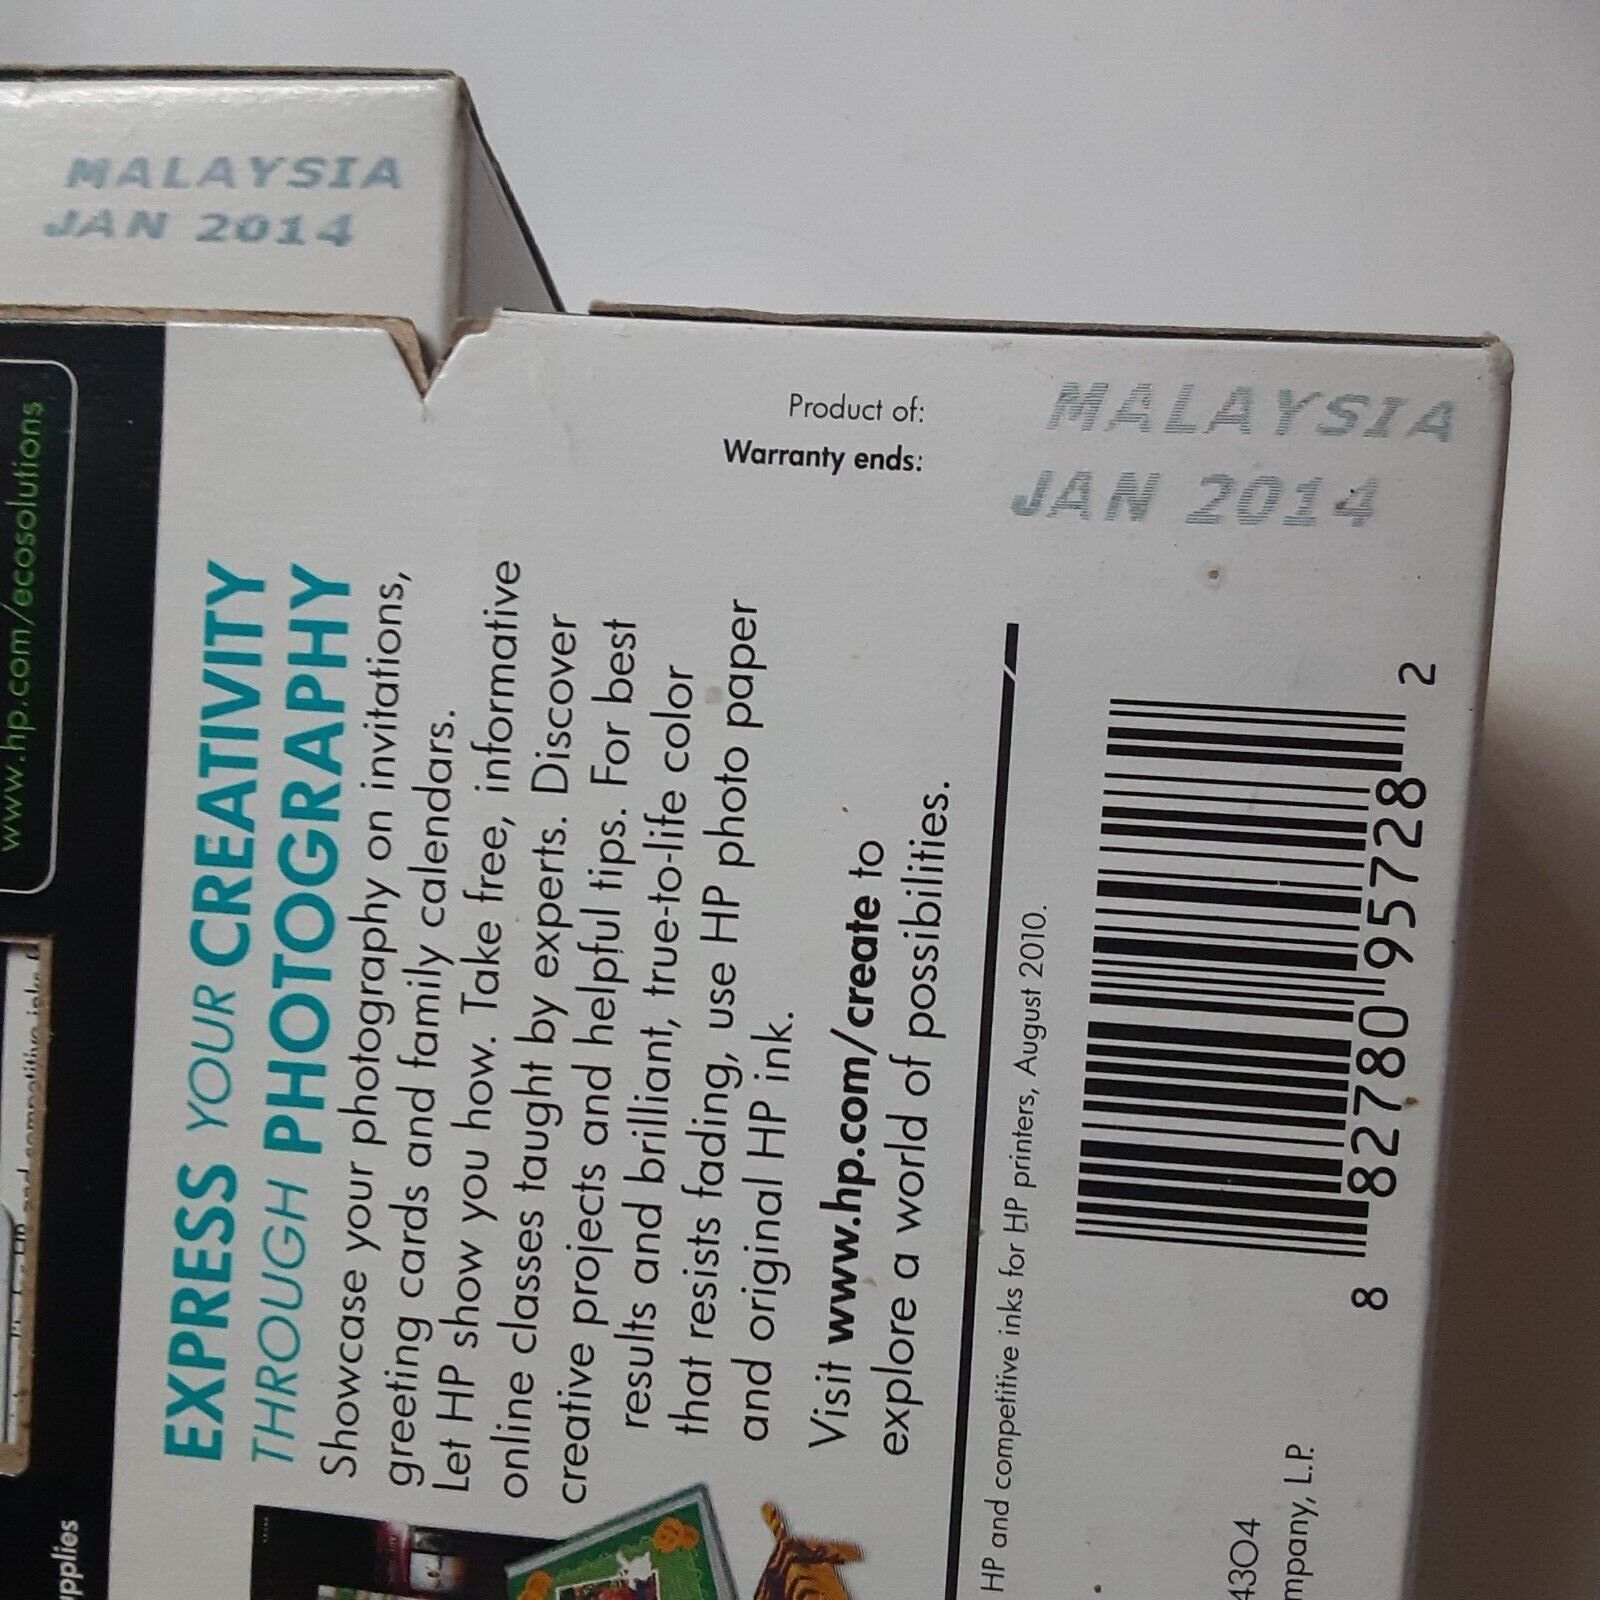 MALAYSIA
JAN 2014
www.hp.com/ecosolutions
Product of:
MALAYSIA
Warranty ends:
JAN 2014
EXPRESS YOUR CREATIVITY
THROUGH PHOTOGRAPHY
Showcase your photography on invitations,
greeting cards and family calendars.
Let HP show you how. Take free, informative
online classes taught by experts. Discover
creative projects and helpful tips. For best
results and brilliant, true-to-life color
that resists fading, use HP photo paper
and original HP ink.
Visit www.hp.com/create to
explore a world of possibilities.
HP and competitive inks for HP printers, August 2010.
8 82780 95728 2
4304
mpany, L.P.
pplies